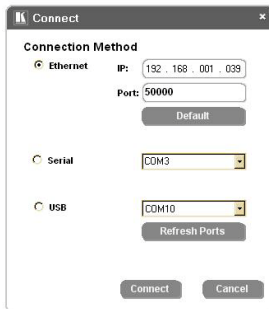 Connect
Connection Method
Ethernet IP: 192 . 168 . 001 . 039
Port: 50000
Default
Serial COM3
USB COM10
Refresh Ports
Connect Cancel